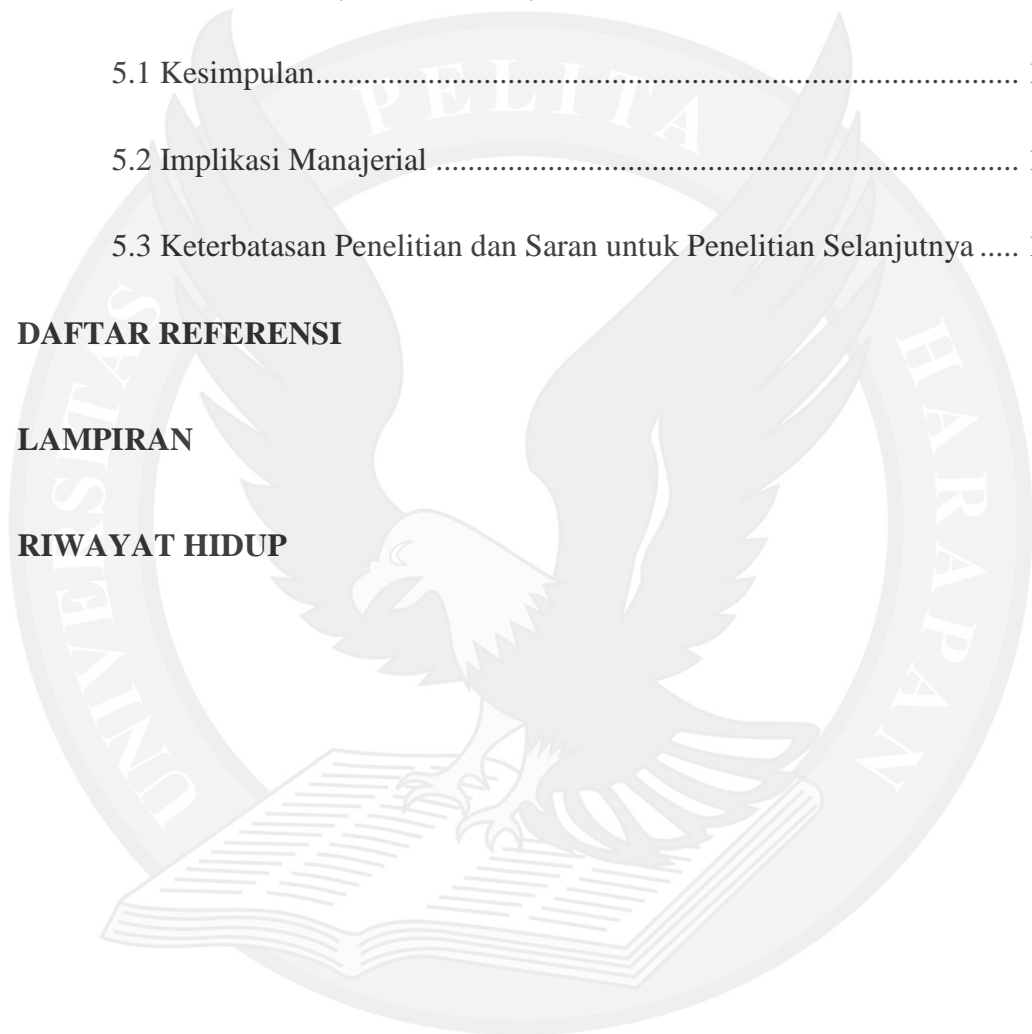 5.1 Kesimpulan........................................................................................
5.2 Implikasi Manajerial .........................................................................
5.3 Keterbatasan Penelitian dan Saran untuk Penelitian Selanjutnya .....
DAFTAR REFERENSI
LAMPIRAN
RIWAYAT HIDUP
UNIVERSITAS PELITA HARAPAN